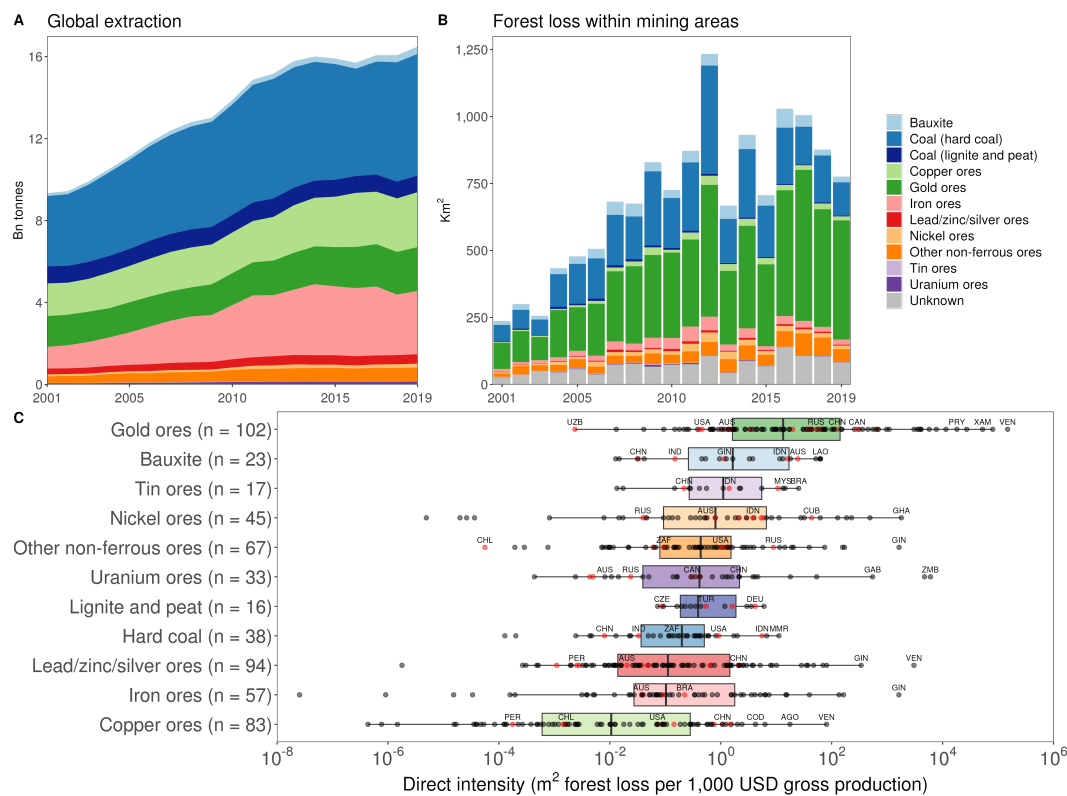 A Global extraction
B Forest loss within mining areas
Bn tonnes
16
12
8
4
0
2001 2005 2010 2015 2019
Km²
1,250
1,000
750
500
250
0
2001 2005 2010 2015 2019
Bauxite
Coal (hard coal)
Coal (lignite and peat)
Copper ores
Gold ores
Iron ores
Lead/zinc/silver ores
Nickel ores
Other non-ferrous ores
Tin ores
Uranium ores
Unknown
C
Gold ores (n = 102) UZB USA AUS RUS CHN CAN PRY XAM VEN
Bauxite (n = 23) CHN IND GIN IDN AUS LAO
Tin ores (n = 17) CHN IDN MYS BRA
Nickel ores (n = 45) RUS AUS IDN CUB GHA
Other non-ferrous ores (n = 67) CHL ZAF USA RUS GIN
Uranium ores (n = 33) AUS RUS CAN CHN GAB ZMB
Lignite and peat (n = 16) CZE TUR DEU
Hard coal (n = 38) CHN IND ZAF USA IDN MMR
Lead/zinc/silver ores (n = 94) PER AUS CHN GIN VEN
Iron ores (n = 57) AUS BRA GIN
Copper ores (n = 83) PER CHL USA CHN COD AGO VEN
10⁻⁸ 10⁻⁶ 10⁻⁴ 10⁻² 10⁰ 10² 10⁴ 10⁶
Direct intensity (m² forest loss per 1,000 USD gross production)